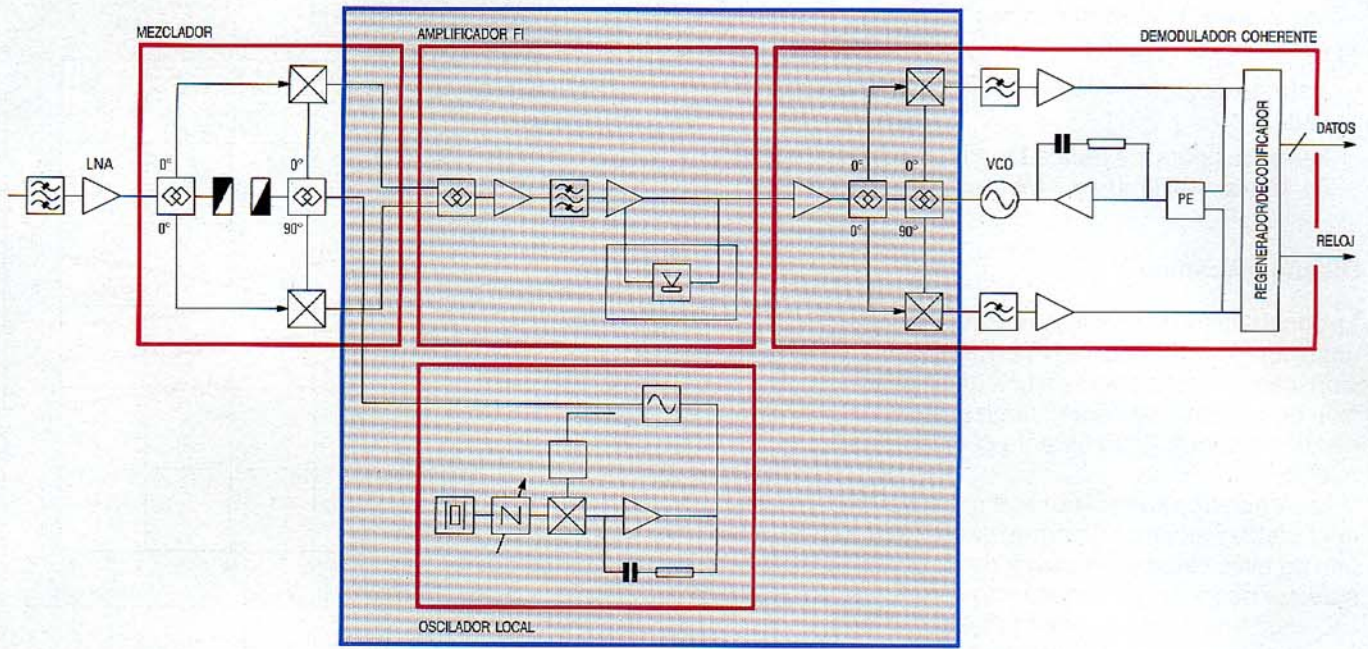 MEZCLADOR
AMPLIFICADOR FI
DEMODULADOR COHERENTE
LNA
0°
0°
0°
90°
0°
0°
0°
90°
VCO
PE
REGENERADOR/DECODIFICADOR
DATOS
RELOJ
N
OSCILADOR LOCAL